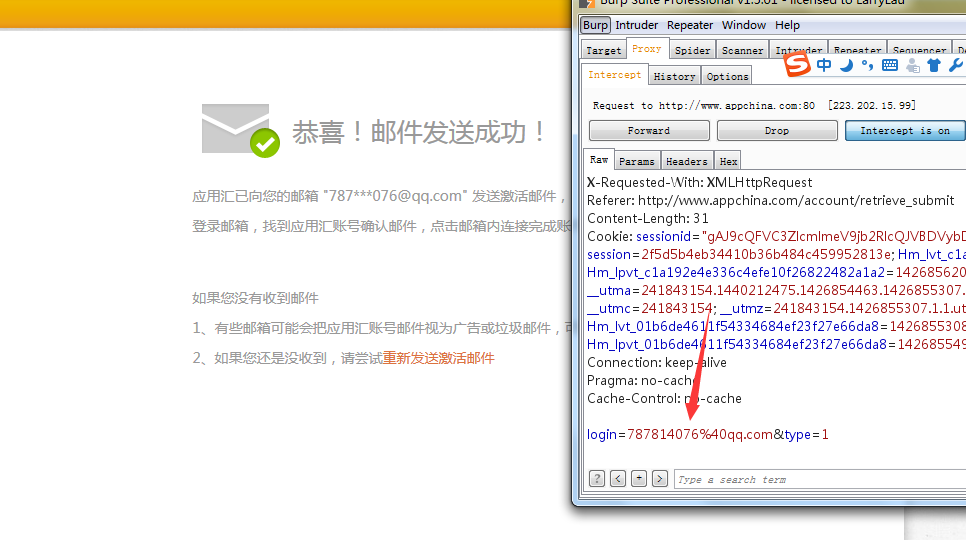 恭喜！邮件发送成功！
应用汇已向您的邮箱 "787***076@qq.com" 发送激活邮件，
登录邮箱，找到应用汇账号确认邮件，点击邮箱内连接完成账
如果您没有收到邮件
1、有些邮箱可能会把应用汇账号邮件视为广告或垃圾邮件，
2、如果您还是没收到，请尝试重新发送激活邮件
Burp Suite Professional v1.5.01 - licensed to LarryLau
Burp Intruder Repeater Window Help
Target Proxy Spider Scanner Intruder Repeater Sequencer
中
Intercept History Options
Request to http://www.appchina.com:80 [223.202.15.99]
Forward Drop Intercept is on
Raw Params Headers Hex
X-Requested-With: XMLHttpRequest
Referer: http://www.appchina.com/account/retrieve_submit
Content-Length: 31
Cookie: sessionid="gAJ9cQFVC3ZlcmlmeV9jb2RlcQJVBDVybD
session=2f5d5b4eb34410b36b484c459952813e; Hm_lvt_c1a
Hm_lpvt_c1a192e4e336c4efe10f26822482a1a2=142685620
__utma=241843154.1440212475.1426854463.1426855307.
__utmc=241843154; __utmz=241843154.1426855307.1.1.ut
Hm_lvt_01b6de4611f54334684ef23f27e66da8=1426855308
Hm_lpvt_01b6de4611f54334684ef23f27e66da8=142685549
Connection: keep-alive
Pragma: no-cache
Cache-Control: no-cache
login=787814076%40qq.com&type=1
? < + > Type a search term